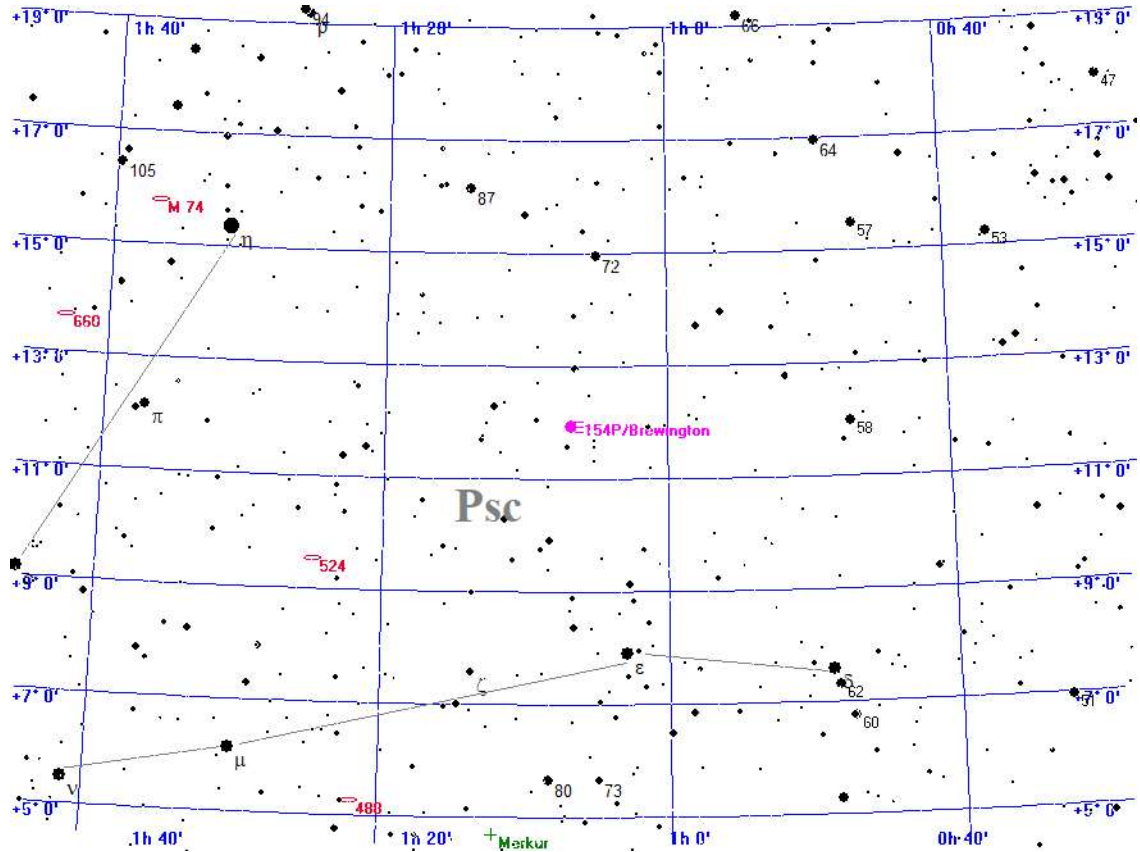 +19° 0' 1h 40' 94 ρ 1h 20' 66 1h 0' 0h 40' +19° 0'
47
+17° 0' 64 +17° 0'
105 87
M 74
η 57 53
+15° 0' 72 +15° 0'
660
+13° 0' +13° 0'
π 58
154P/Brewington
+11° 0' +11° 0'
Psc
524
+9° 0' +9° 0'
ε δ
ζ 62
+7° 0' 51 +7° 0'
60
μ
ν 80 73
+5° 0' 488 +5° 0'
1h 40' 1h 20' 1h 0' 0h 40'
Merkur